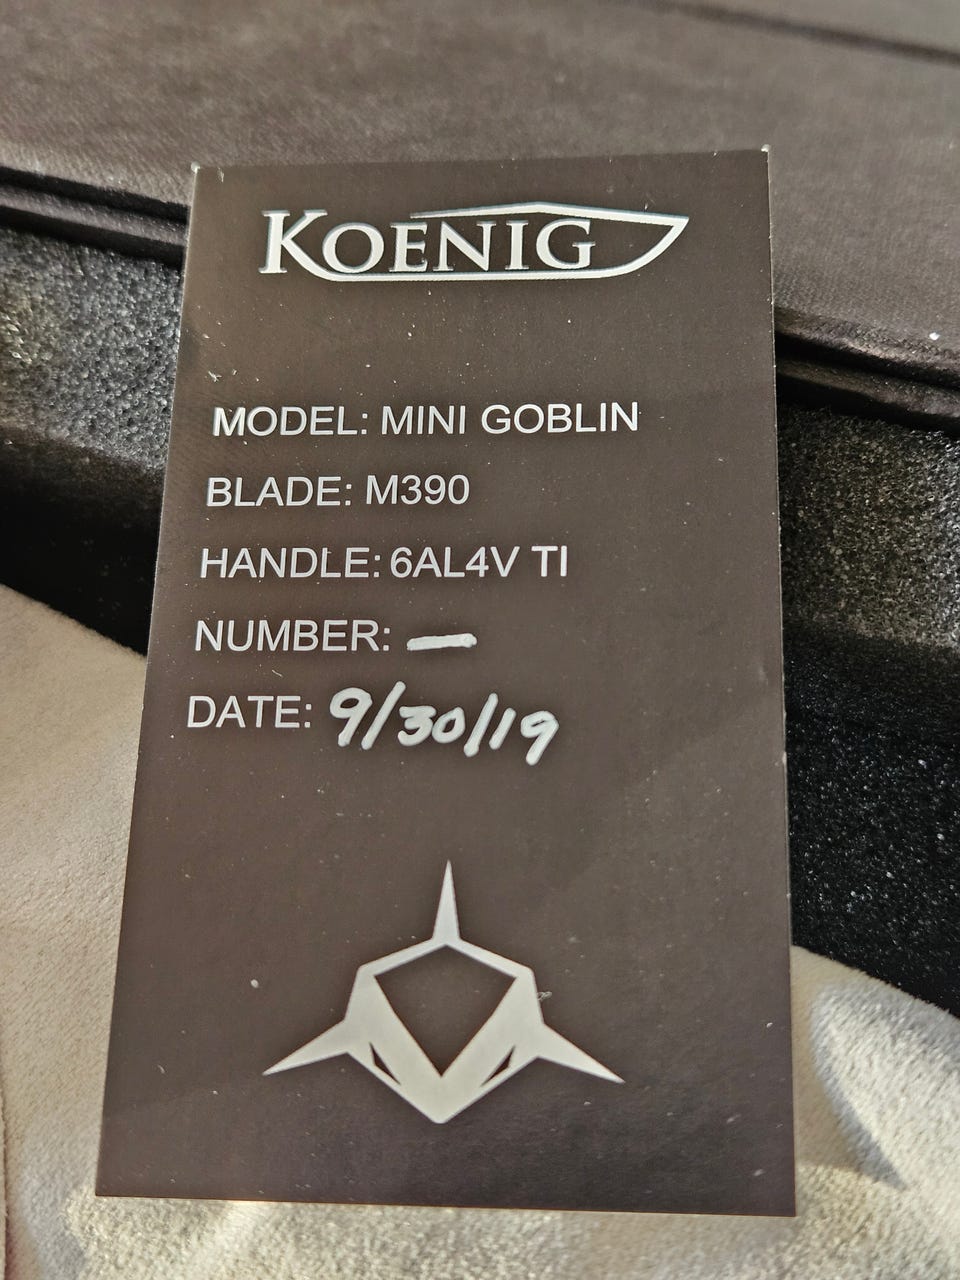 KOENIG
MODEL: MINI GOBLIN
BLADE: M390
HANDLE: 6AL4V TI
NUMBER: —
DATE: 9/30/19